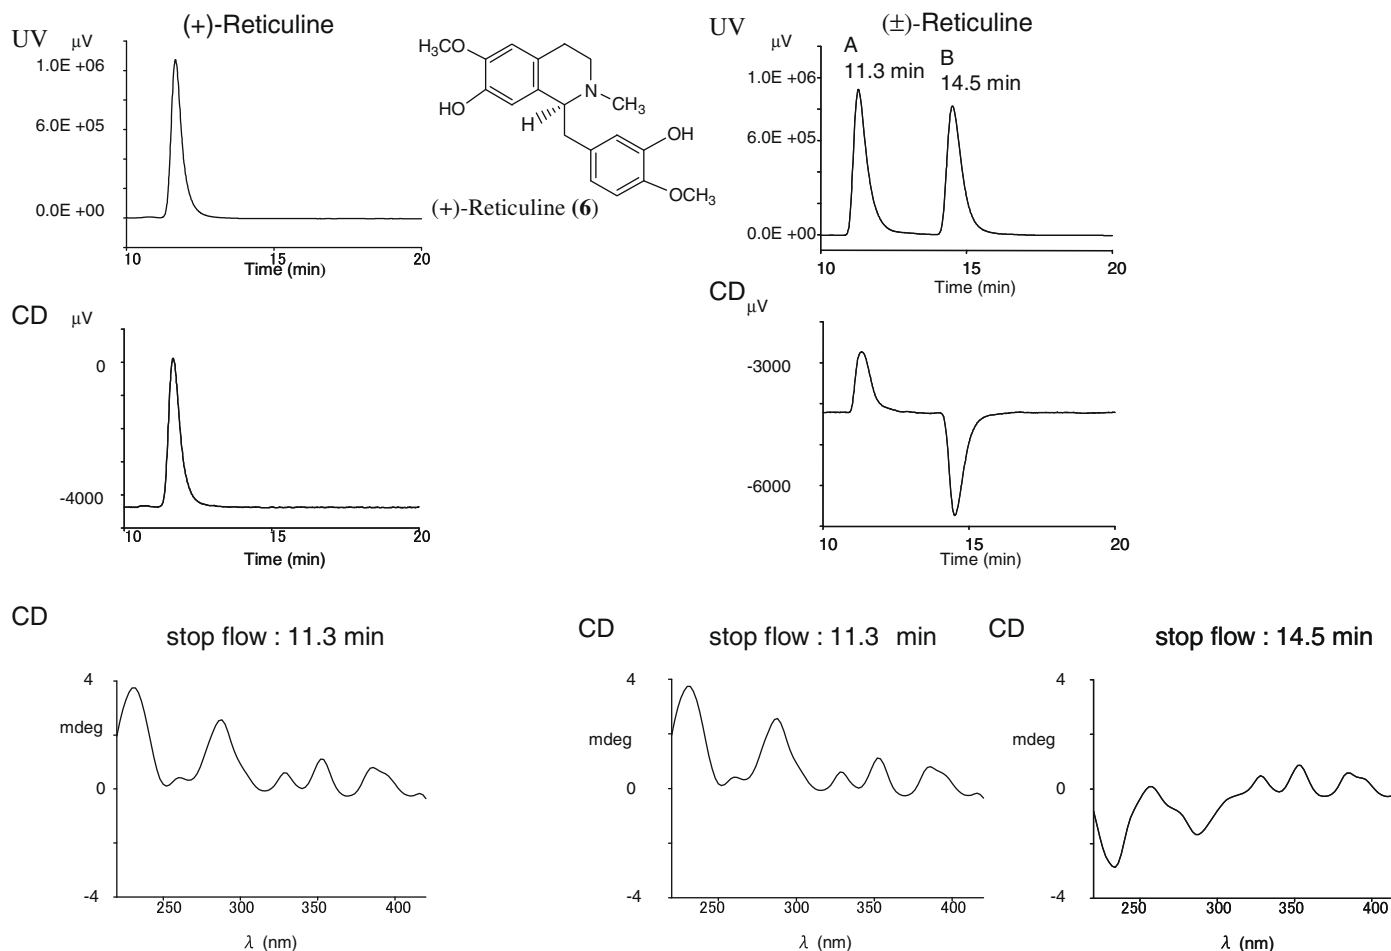 (+)-Reticuline
UV
μV
1.0E +06
6.0E +05
0.0E +00
10
15
20
Time (min)
CH3O
HO
N
CH3
H
OH
OCH3
(+)-Reticuline (6)
(±)-Reticuline
UV
μV
A
11.3 min
B
14.5 min
1.0E +06
6.0E +05
0.0E +00
10
15
20
Time (min)
CD
μV
0
-4000
10
15
20
Time (min)
CD
μV
-3000
-6000
10
15
20
Time (min)
CD
stop flow : 11.3 min
4
mdeg
0
-4
250
300
350
400
λ (nm)
CD
stop flow : 11.3 min
4
mdeg
0
-4
250
300
350
400
λ (nm)
CD
stop flow : 14.5 min
4
mdeg
0
-4
250
300
350
400
λ (nm)